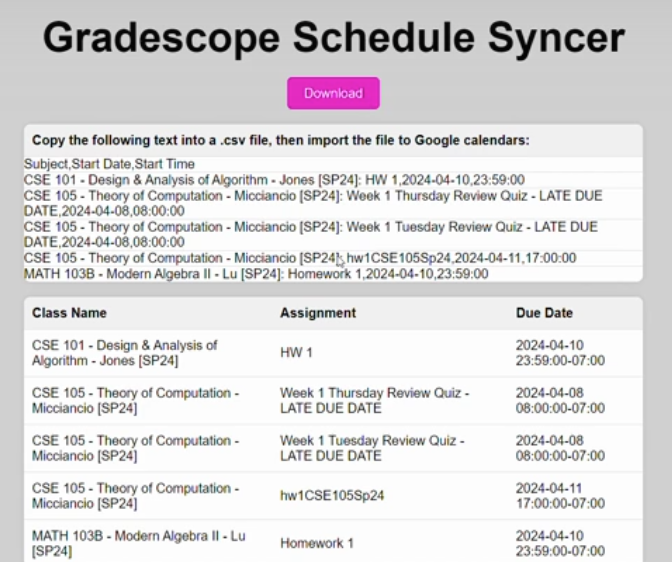 Gradescope Schedule Syncer
Download
Copy the following text into a .csv file, then import the file to Google calendars:
Subject,Start Date,Start Time
CSE 101 - Design & Analysis of Algorithm - Jones [SP24]: HW 1,2024-04-10,23:59:00
CSE 105 - Theory of Computation - Micciancio [SP24]: Week 1 Thursday Review Quiz - LATE DUE
DATE,2024-04-08,08:00:00
CSE 105 - Theory of Computation - Micciancio [SP24]: Week 1 Tuesday Review Quiz - LATE DUE
DATE,2024-04-08,08:00:00
CSE 105 - Theory of Computation - Micciancio [SP24]: hw1CSE105Sp24,2024-04-11,17:00:00
MATH 103B - Modern Algebra II - Lu [SP24]: Homework 1,2024-04-10,23:59:00
Class Name Assignment Due Date
CSE 101 - Design & Analysis of
Algorithm - Jones [SP24]
HW 1
2024-04-10
23:59:00-07:00
CSE 105 - Theory of Computation -
Micciancio [SP24]
Week 1 Thursday Review Quiz -
LATE DUE DATE
2024-04-08
08:00:00-07:00
CSE 105 - Theory of Computation -
Micciancio [SP24]
Week 1 Tuesday Review Quiz -
LATE DUE DATE
2024-04-08
08:00:00-07:00
CSE 105 - Theory of Computation -
Micciancio [SP24]
hw1CSE105Sp24
2024-04-11
17:00:00-07:00
MATH 103B - Modern Algebra II - Lu
[SP24]
Homework 1
2024-04-10
23:59:00-07:00